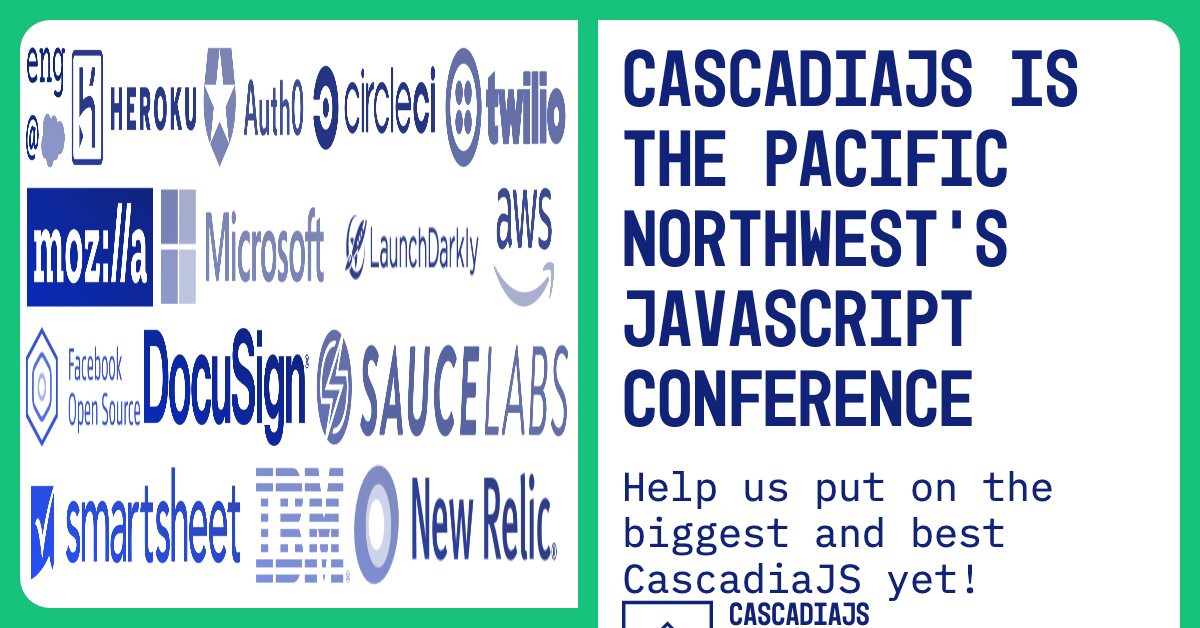 eng
@
HEROKU
Auth0
circleci
twilio
moz://a
Microsoft
LaunchDarkly
aws
Facebook
Open Source
DocuSign®
SAUCELABS
smartsheet
IBM®
New Relic®
CASCADIAJS IS
THE PACIFIC
NORTHWEST'S
JAVASCRIPT
CONFERENCE
Help us put on the
biggest and best
CascadiaJS yet!
CASCADIAJS